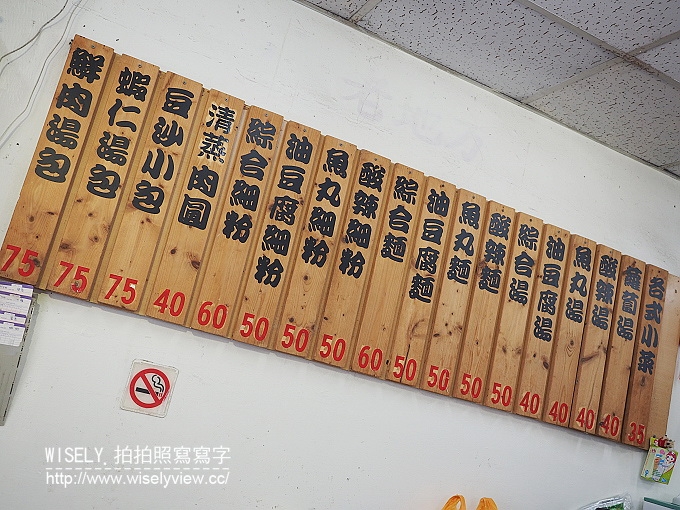 鮮肉湯包 75
蝦仁湯包 75
豆沙小包 75
清蒸肉圓 40
綜合細粉 60
油豆腐細粉 50
魚丸細粉 50
酸辣細粉 50
綜合麵 60
油豆腐麵 50
魚丸麵 50
酸辣麵 50
綜合湯 50
油豆腐湯 40
魚丸湯 40
酸辣湯 40
湯 40
各式小菜 35
WISELY 拍拍照寫寫字
http://www.wiselyview.cc/